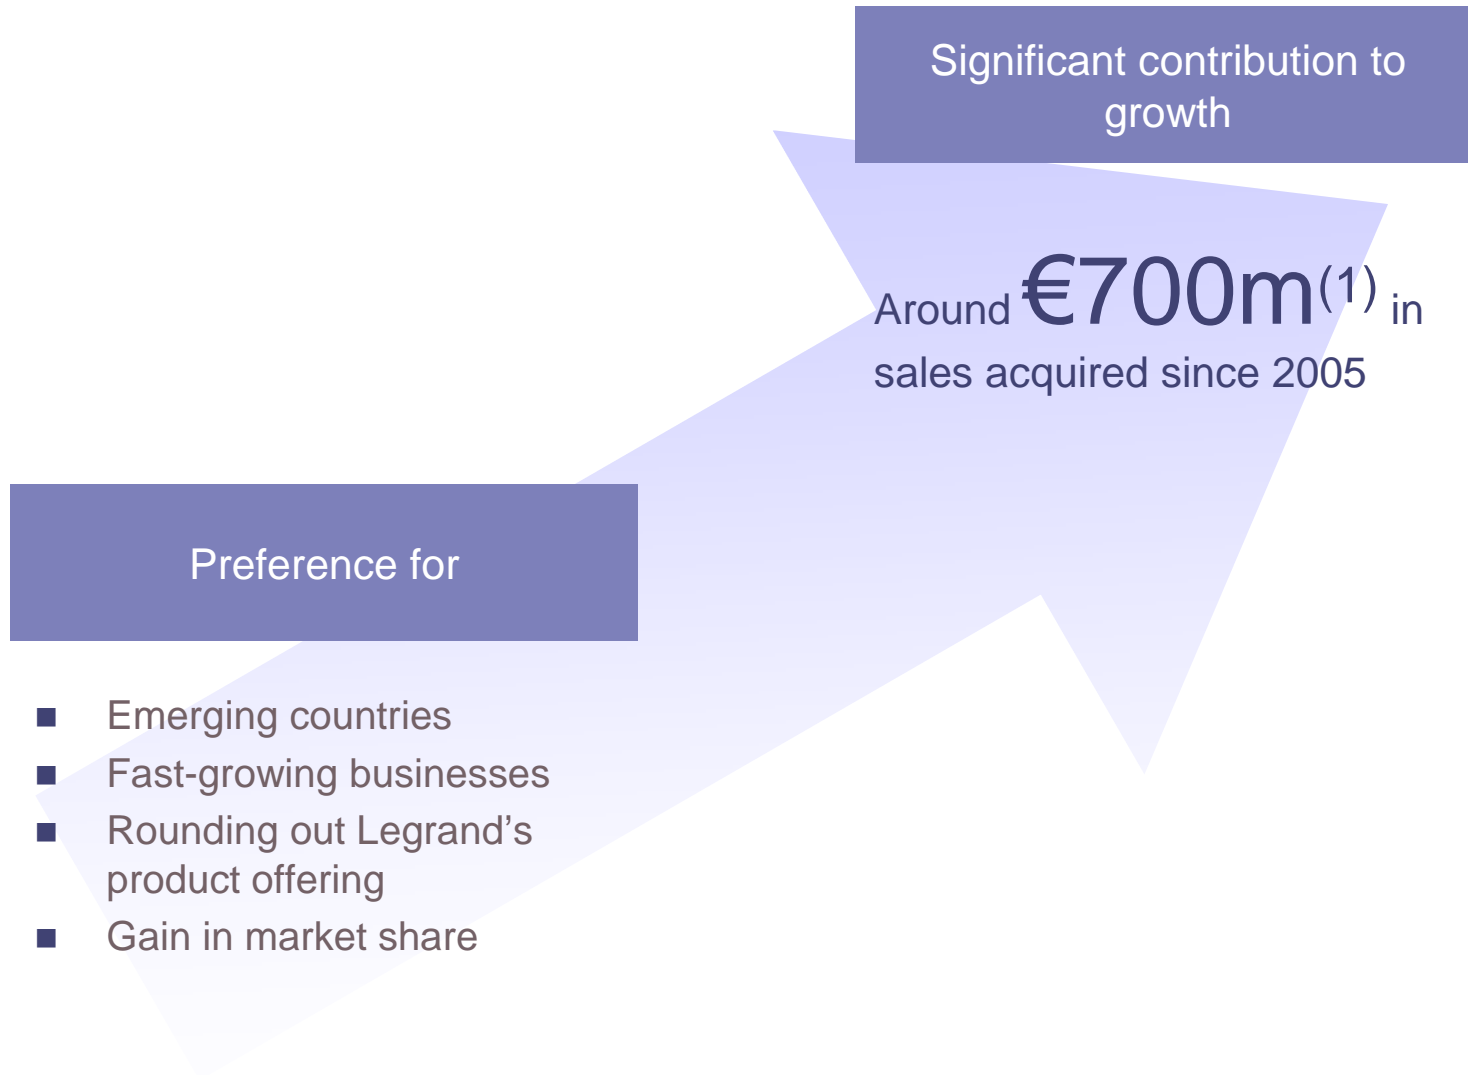 Significant contribution to
growth
Around €700m(1) in
sales acquired since 2005
Preference for
■ Emerging countries
■ Fast-growing businesses
■ Rounding out Legrand’s
product offering
■ Gain in market share